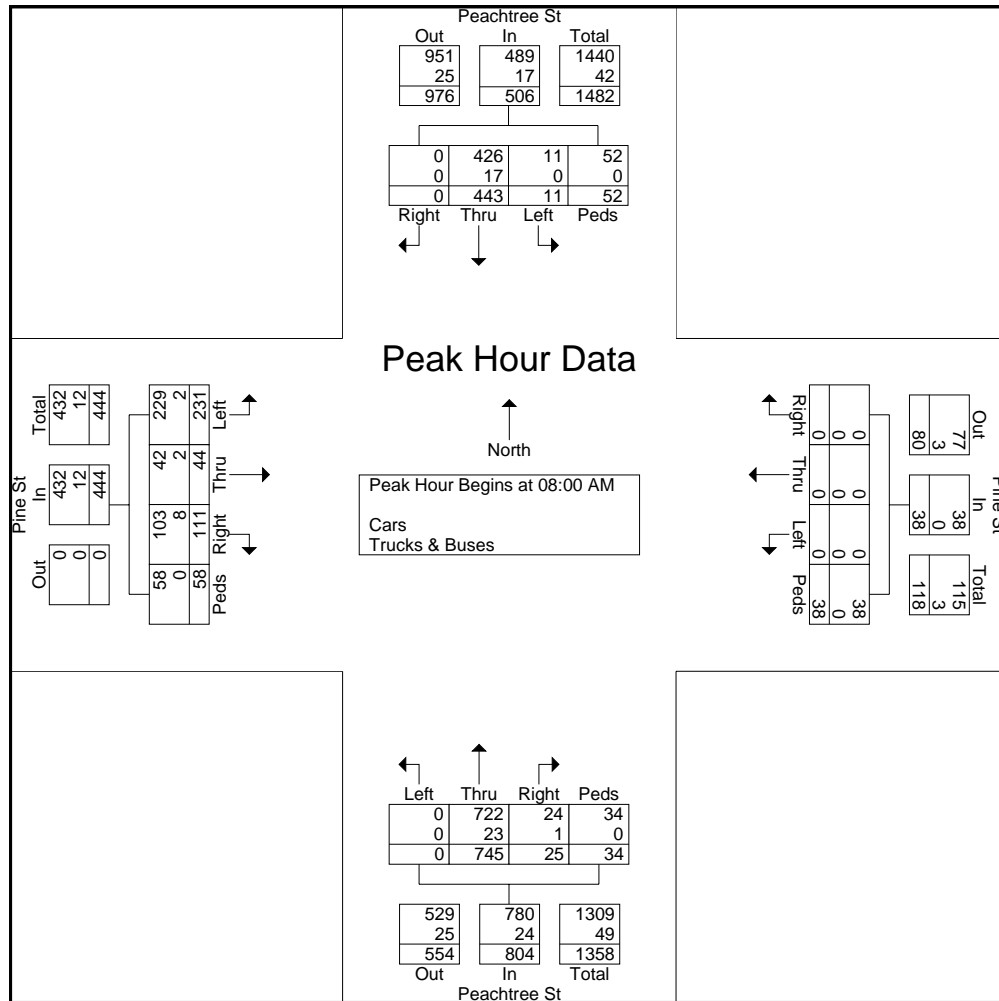 Peachtree St
Out In Total
951 489 1440
25 17 42
976 506 1482
0 426 11 52
0 17 0 0
0 443 11 52
Right Thru Left Peds
Peak Hour Data
North
Peak Hour Begins at 08:00 AM
Cars
Trucks & Buses
Pine St
Out In Total
0 432 432
0 12 12
0 444 444
58 103 42 229
0 8 2 2
58 111 44 231
Peds Right Thru Left
Pine St
Out In Total
77 38 115
3 0 3
80 38 118
0 0 0 38
0 0 0 0
0 0 0 38
Right Thru Left Peds
Left Thru Right Peds
0 722 24 34
0 23 1 0
0 745 25 34
529 780 1309
25 24 49
554 804 1358
Out In Total
Peachtree St